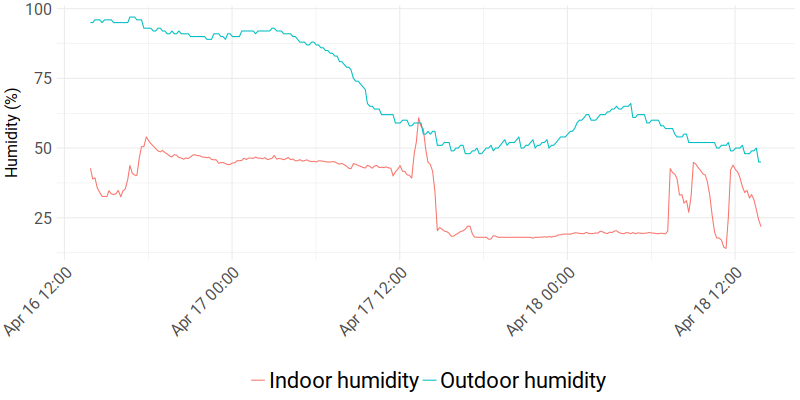 100
75
50
25
Humidity (%)
Apr 16 12:00
Apr 17 00:00
Apr 17 12:00
Apr 18 00:00
Apr 18 12:00
Indoor humidity
Outdoor humidity